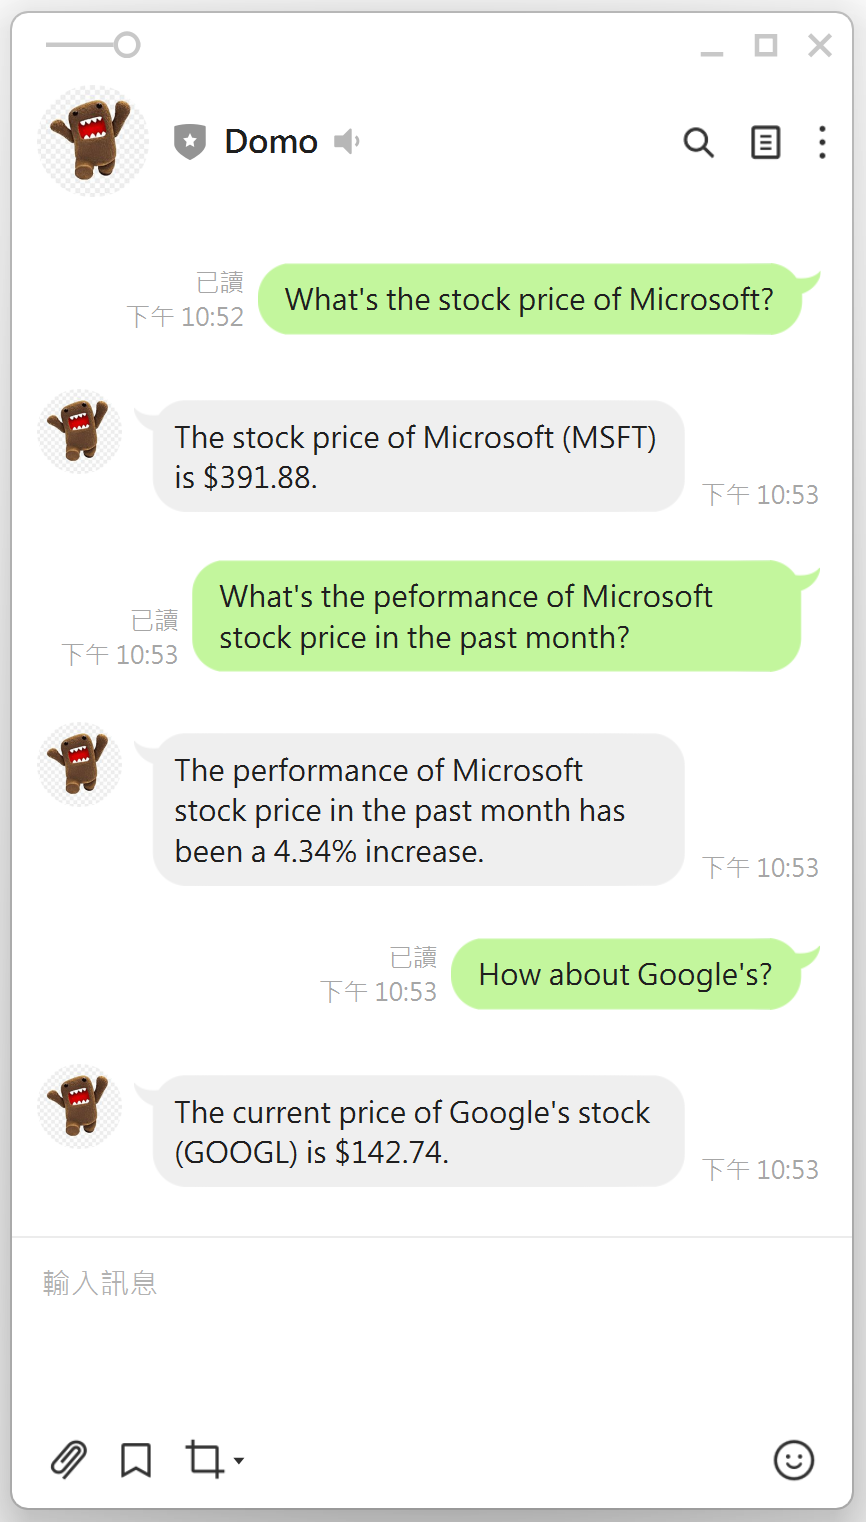 Domo
已讀
下午 10:52
What's the stock price of Microsoft?
The stock price of Microsoft (MSFT)
is $391.88.
下午 10:53
What's the peformance of Microsoft
stock price in the past month?
已讀
下午 10:53
The performance of Microsoft
stock price in the past month has
been a 4.34% increase.
下午 10:53
已讀
下午 10:53
How about Google's?
The current price of Google's stock
(GOOGL) is $142.74.
下午 10:53
輸入訊息